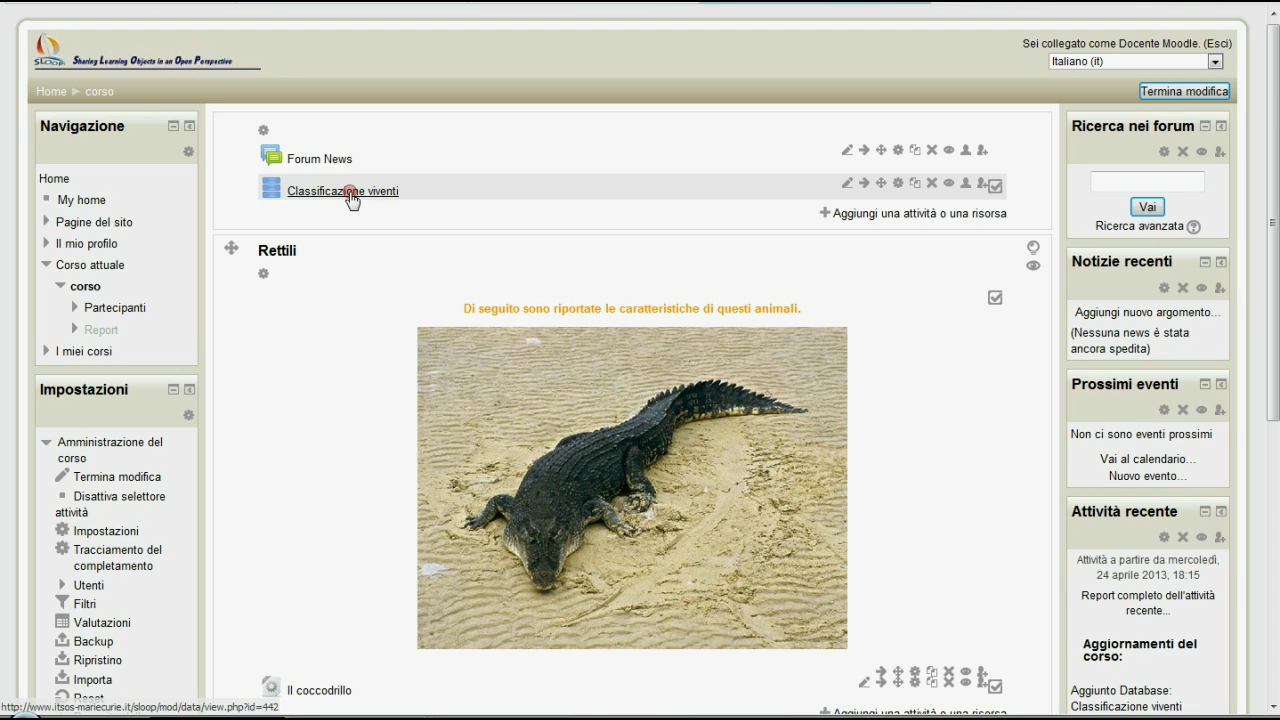 SLOOP Sharing Learning Objects in an Open Perspective
Sei collegato come Docente Moodle. (Esci)
Italiano (it)
Home ► corso
Termina modifica
Navigazione
Home
My home
Pagine del sito
Il mio profilo
Corso attuale
corso
Partecipanti
Report
I miei corsi
Impostazioni
Amministrazione del
corso
Termina modifica
Disattiva selettore
attività
Impostazioni
Tracciamento del
completamento
Utenti
Filtri
Valutazioni
Backup
Ripristino
Importa
Reset
http://www.itsos-mariecurie.it/sloop/mod/data/view.php?id=442
Forum News
Classificazione viventi
Aggiungi una attività o una risorsa
Rettili
Di seguito sono riportate le caratteristiche di questi animali.
Il coccodrillo
Aggiungi una attività o una risorsa
Ricerca nei forum
Vai
Ricerca avanzata
Notizie recenti
Aggiungi nuovo argomento...
(Nessuna news è stata
ancora spedita)
Prossimi eventi
Non ci sono eventi prossimi
Vai al calendario...
Nuovo evento...
Attività recente
Attività a partire da mercoledì,
24 aprile 2013, 18:15
Report completo dell'attività
recente...
Aggiornamenti del
corso:
Aggiunto Database:
Classificazione viventi